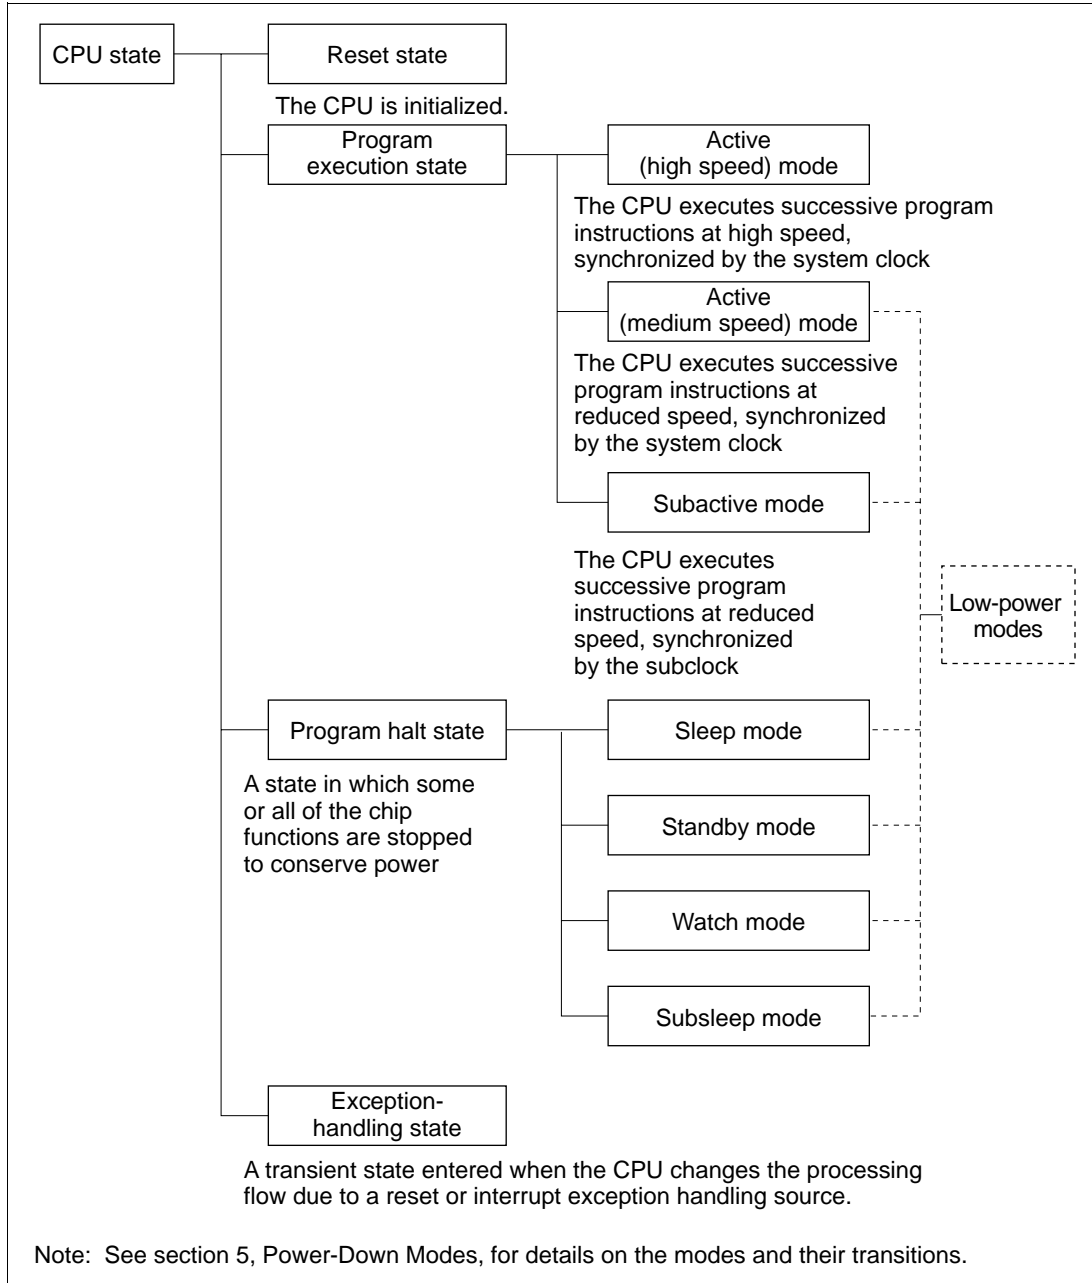 CPU state
Reset state
The CPU is initialized.
Program
execution state
Active
(high speed) mode
The CPU executes successive program
instructions at high speed,
synchronized by the system clock
Active
(medium speed) mode
The CPU executes successive
program instructions at
reduced speed, synchronized
by the system clock
Subactive mode
The CPU executes
successive program
instructions at reduced
speed, synchronized
by the subclock
Low-power
modes
Program halt state
A state in which some
or all of the chip
functions are stopped
to conserve power
Sleep mode
Standby mode
Watch mode
Subsleep mode
Exception-
handling state
A transient state entered when the CPU changes the processing
flow due to a reset or interrupt exception handling source.
Note: See section 5, Power-Down Modes, for details on the modes and their transitions.